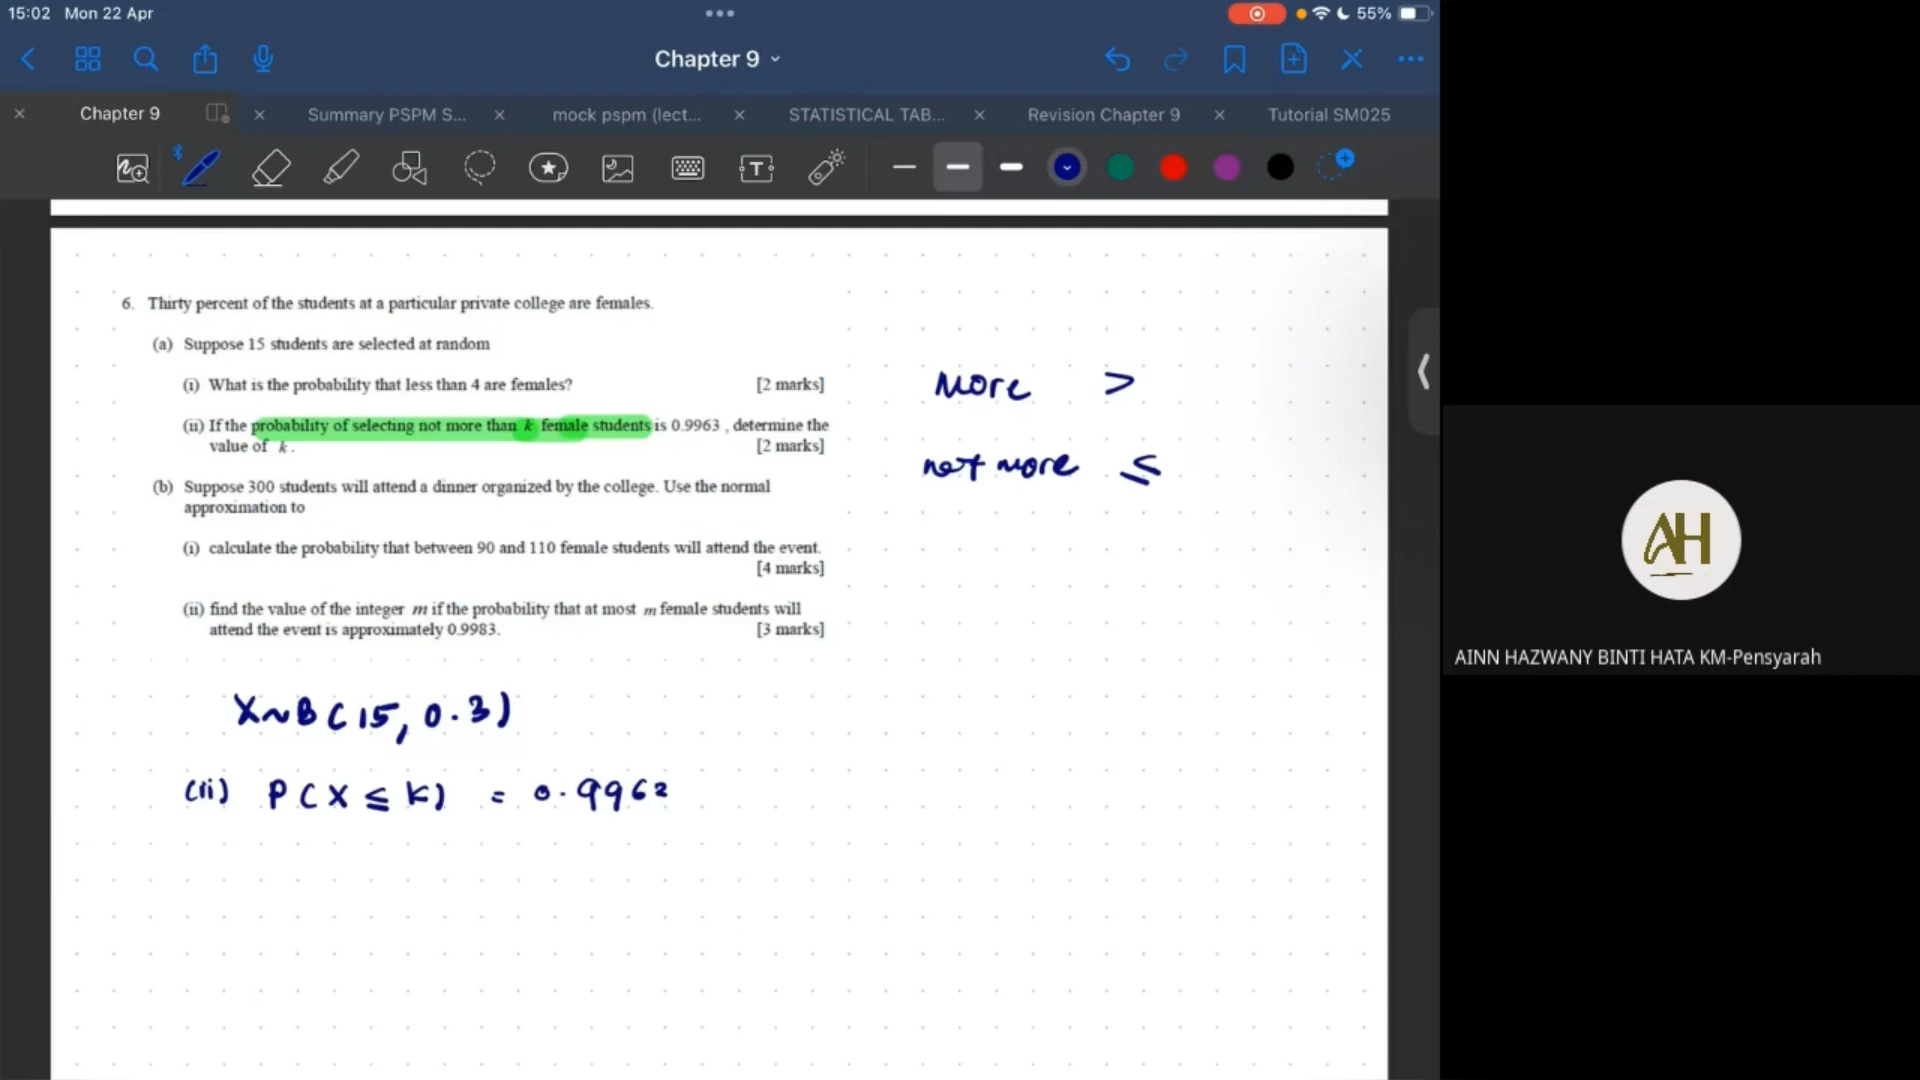 15:02 Mon 22 Apr
55%
Chapter 9
Chapter 9
Summary PSPM S...
mock pspm (lect...
STATISTICAL TAB...
Revision Chapter 9
Tutorial SM025
6. Thirty percent of the students at a particular private college are females.
(a) Suppose 15 students are selected at random
(i) What is the probability that less than 4 are females? [2 marks]
(ii) If the probability of selecting not more than k female students is 0.9963 , determine the
value of k . [2 marks]
(b) Suppose 300 students will attend a dinner organized by the college. Use the normal
approximation to
(i) calculate the probability that between 90 and 110 female students will attend the event.
[4 marks]
(ii) find the value of the integer m if the probability that at most m female students will
attend the event is approximately 0.9983. [3 marks]
More >
not more ≤
X~B(15, 0.3)
(ii) P(X ≤ k) = 0.9962
AH
AINN HAZWANY BINTI HATA KM-Pensyarah